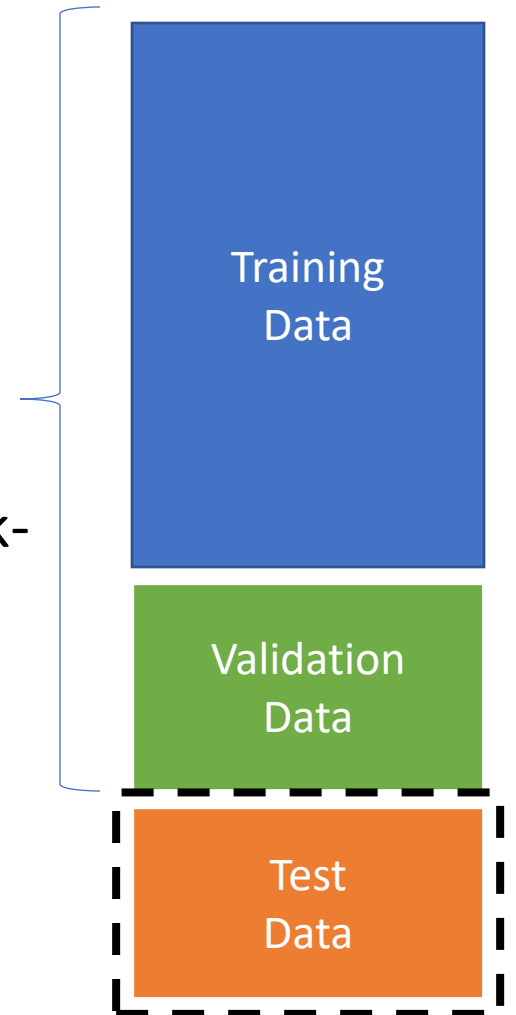 Training
Data
k-
Validation
Data
Test
Data